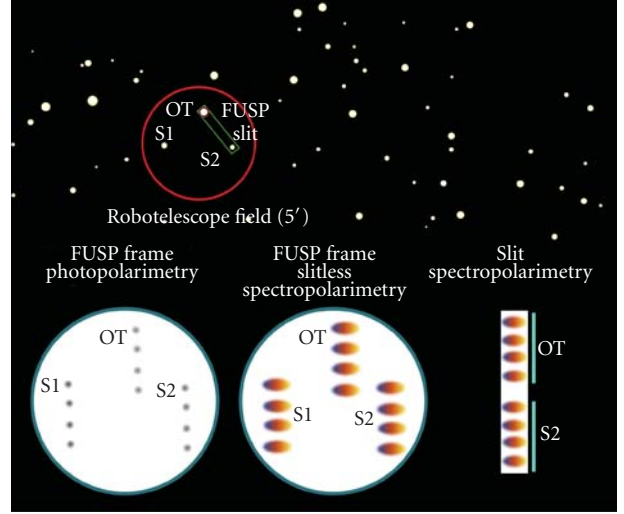 OT
FUSP
slit
S1
S2
Robotelescope field (5′)
FUSP frame
photopolarimetry
FUSP frame
slitless
spectropolarimetry
Slit
spectropolarimetry
OT
S1
S2
OT
S1
S2
OT
S2